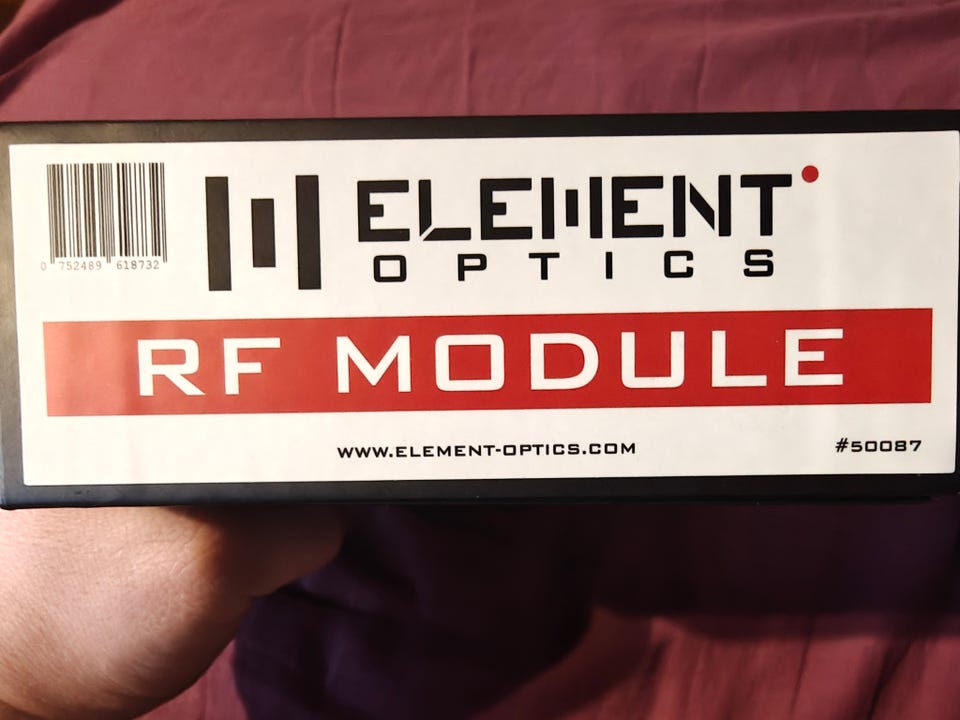 ELEMENT
OPTICS
0 752489 618732
RF MODULE
WWW.ELEMENT-OPTICS.COM
#50087